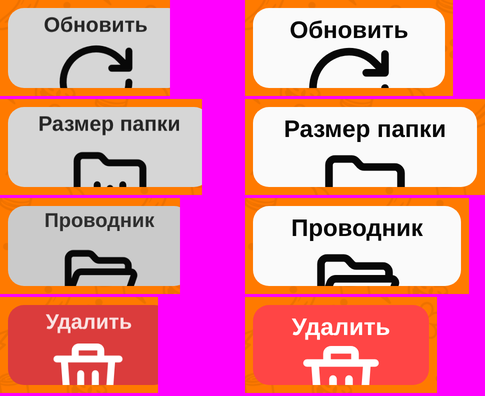 Обновить
Обновить
Размер папки
Размер папки
Проводник
Проводник
Удалить
Удалить